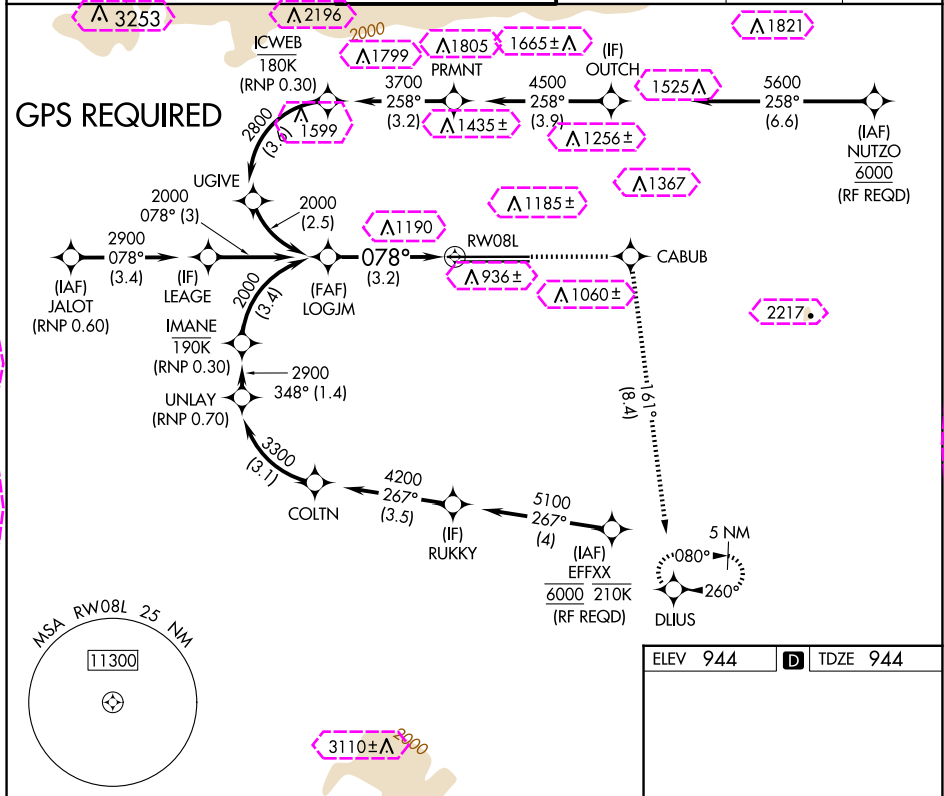 3253
2196
2000
1799
1805
1665±
1821
ICWEB
180K
(RNP 0.30)
PRMNT
(IF)
OUTCH
1525
GPS REQUIRED
3700
258°
(3.2)
4500
258°
(3.9)
5600
258°
(6.6)
2800
1599
1435±
1256±
(IAF)
NUTZO
6000
(RF REQD)
UGIVE
1367
2000
078° (3)
2000
(2.5)
1190
1185±
2900
078°
(3.4)
078°
(3.2)
RW08L
CABUB
936±
1060±
(IAF)
JALOT
(RNP 0.60)
(IF)
LEAGE
(FAF)
LOGJM
2000
(3.4)
2217
IMANE
190K
(RNP 0.30)
2900
348° (1.4)
UNLAY
(RNP 0.70)
161°
(8.4)
3300
(3.1)
COLTN
4200
267°
(3.5)
(IF)
RUKKY
5100
267°
(4)
(IAF)
EFFXX
6000 210K
(RF REQD)
5 NM
080°
260°
DLIUS
MSA RW08L 25 NM
11300
ELEV 944 D TDZE 944
3110±
2000